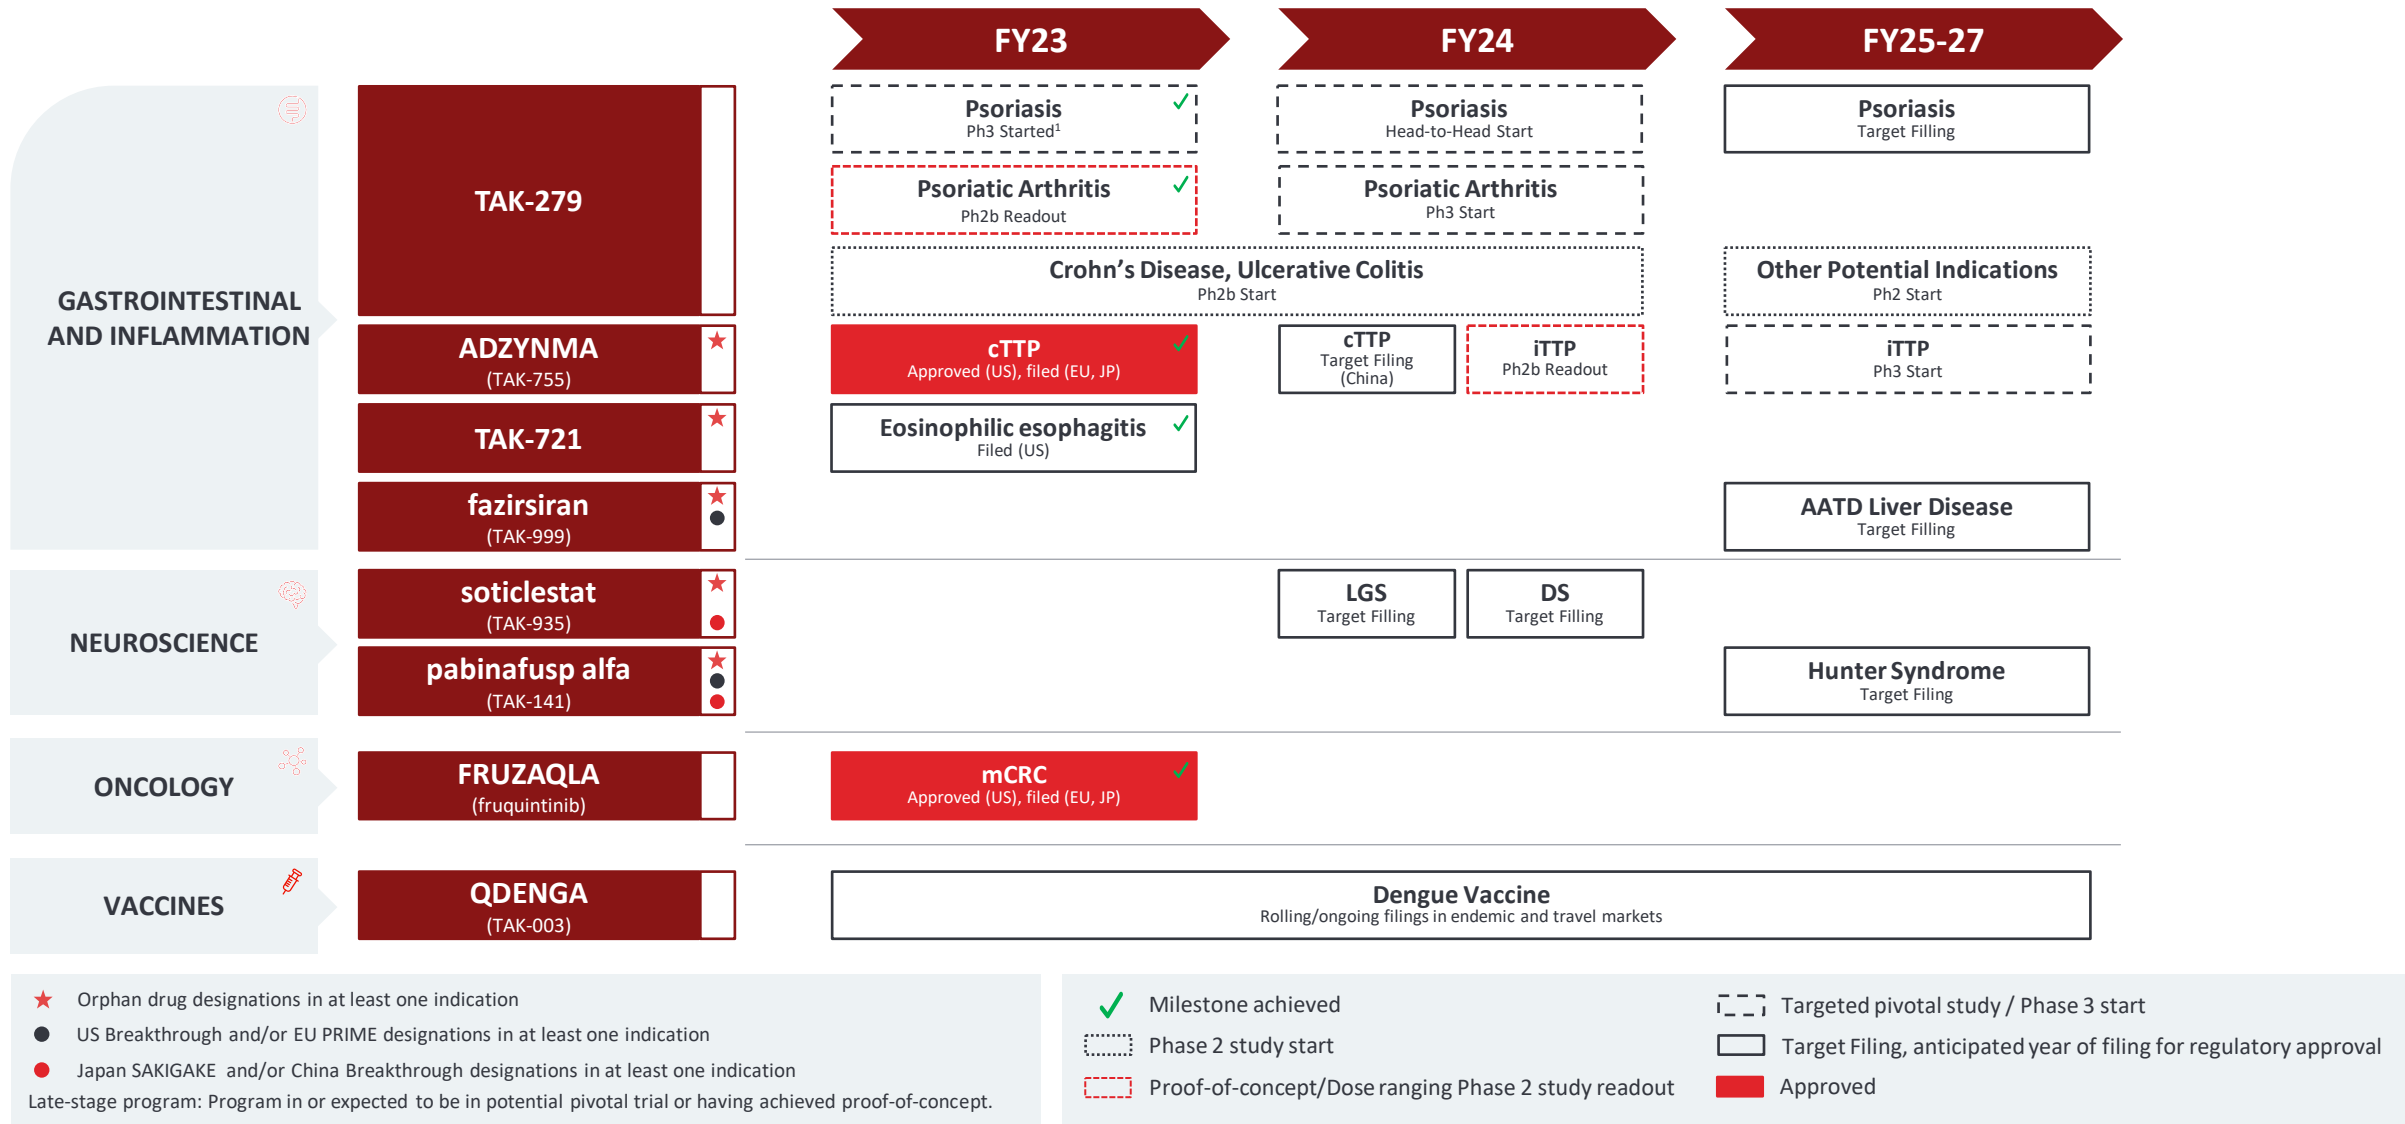 FY23
FY24
FY25-27
GASTROINTESTINAL
AND INFLAMMATION
TAK-279
Psoriasis
Ph3 Started¹
Psoriasis
Head-to-Head Start
Psoriasis
Target Filling
Psoriatic Arthritis
Ph2b Readout
Psoriatic Arthritis
Ph3 Start
Crohn’s Disease, Ulcerative Colitis
Ph2b Start
Other Potential Indications
Ph2 Start
ADZYNMA
(TAK-755)
cTTP
Approved (US), filed (EU, JP)
cTTP
Target Filing
(China)
iTTP
Ph2b Readout
iTTP
Ph3 Start
TAK-721
Eosinophilic esophagitis
Filed (US)
fazirsiran
(TAK-999)
AATD Liver Disease
Target Filling
NEUROSCIENCE
soticlestat
(TAK-935)
LGS
Target Filling
DS
Target Filling
pabinafusp alfa
(TAK-141)
Hunter Syndrome
Target Filing
ONCOLOGY
FRUZAQLA
(fruquintinib)
mCRC
Approved (US), filed (EU, JP)
VACCINES
QDENGA
(TAK-003)
Dengue Vaccine
Rolling/ongoing filings in endemic and travel markets
Orphan drug designations in at least one indication
US Breakthrough and/or EU PRIME designations in at least one indication
Japan SAKIGAKE and/or China Breakthrough designations in at least one indication
Late-stage program: Program in or expected to be in potential pivotal trial or having achieved proof-of-concept.
Milestone achieved
Phase 2 study start
Proof-of-concept/Dose ranging Phase 2 study readout
Targeted pivotal study / Phase 3 start
Target Filing, anticipated year of filing for regulatory approval
Approved